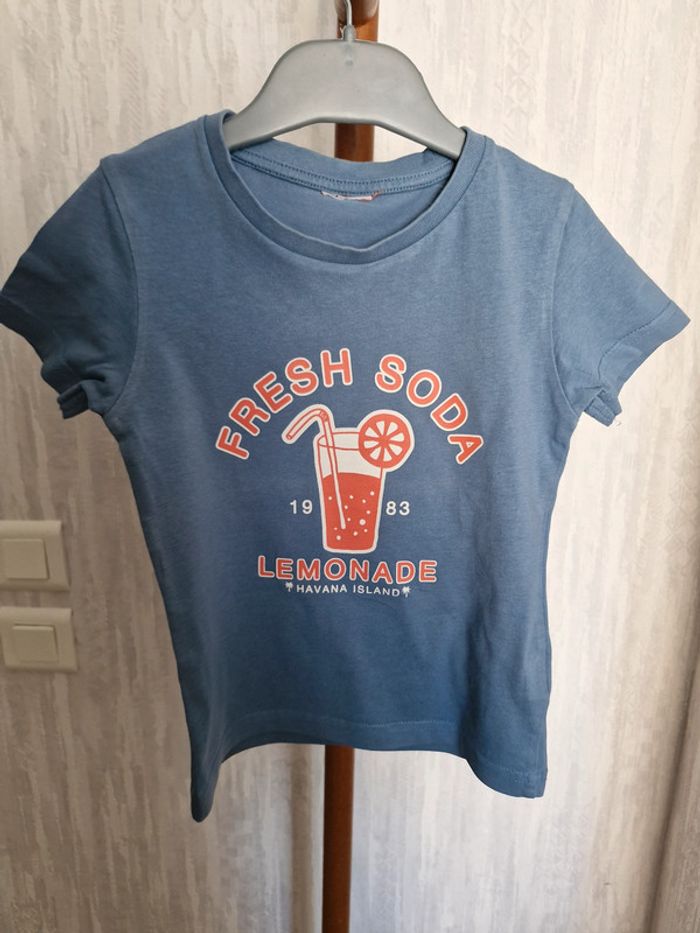 FRESH SODA
19 83
LEMONADE
HAVANA ISLAND